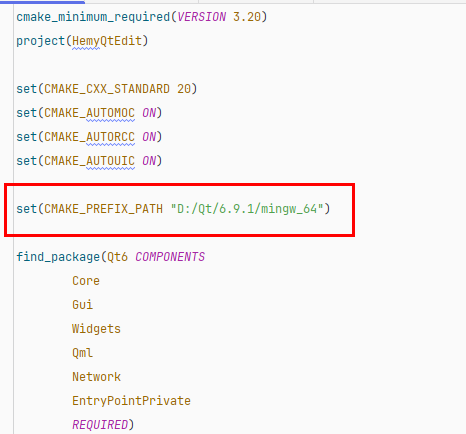 cmake_minimum_required(VERSION 3.20)
project(HemyQtEdit)
set(CMAKE_CXX_STANDARD 20)
set(CMAKE_AUTOMOC ON)
set(CMAKE_AUTORCC ON)
set(CMAKE_AUTOUIC ON)
set(CMAKE_PREFIX_PATH "D:/Qt/6.9.1/mingw_64")
find_package(Qt6 COMPONENTS
Core
Gui
Widgets
Qml
Network
EntryPointPrivate
REQUIRED)